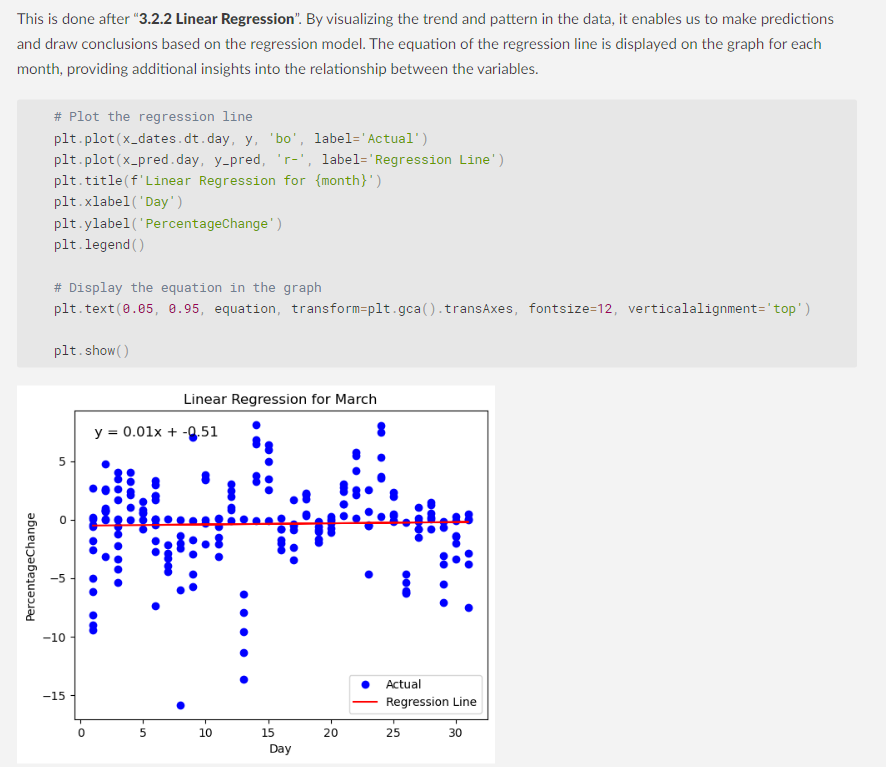 This is done after “3.2.2 Linear Regression”. By visualizing the trend and pattern in the data, it enables us to make predictions
and draw conclusions based on the regression model. The equation of the regression line is displayed on the graph for each
month, providing additional insights into the relationship between the variables.
# Plot the regression line
plt.plot(x_dates.dt.day, y, 'bo', label='Actual')
plt.plot(x_pred.day, y_pred, 'r-', label='Regression Line')
plt.title(f'Linear Regression for {month}')
plt.xlabel('Day')
plt.ylabel('PercentageChange')
plt.legend()
# Display the equation in the graph
plt.text(0.05, 0.95, equation, transform=plt.gca().transAxes, fontsize=12, verticalalignment='top')
plt.show()
Linear Regression for March
y = 0.01x + -0.51
5
0
−5
−10
−15
PercentageChange
Actual
Regression Line
0 5 10 15 20 25 30
Day